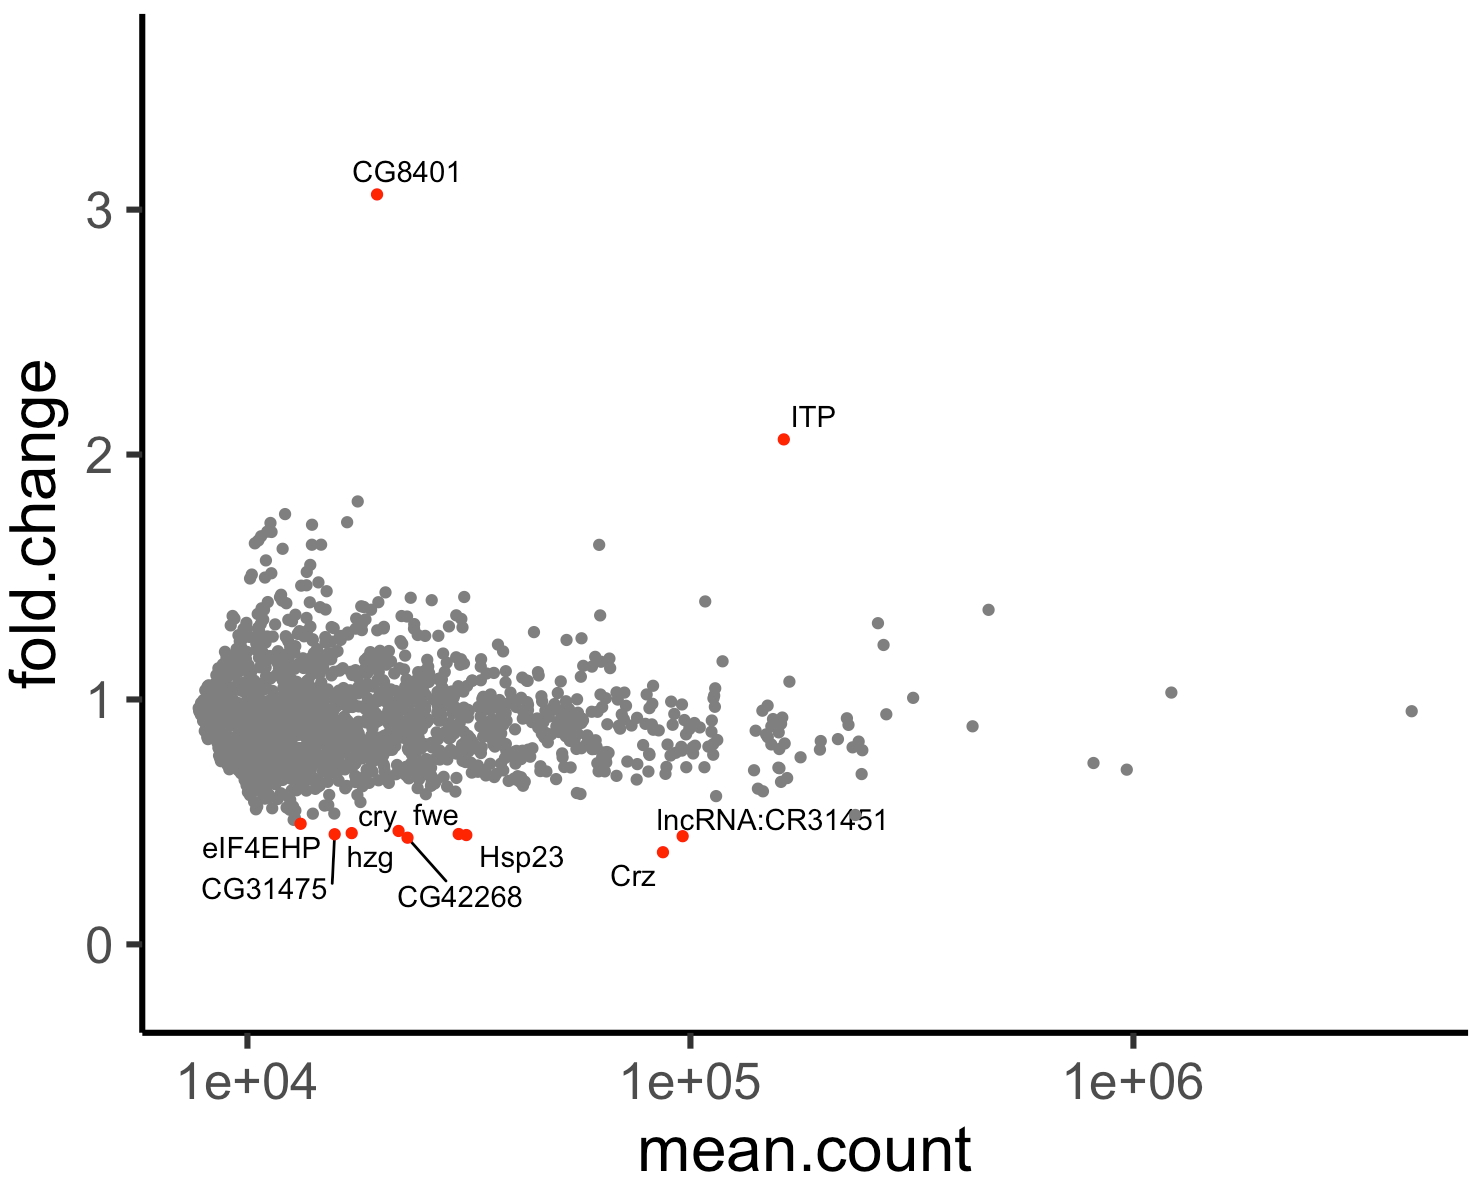 CG8401
3
ITP
2
fold.change
1
cry fwe
lncRNA:CR31451
eIF4EHP
hzg
Hsp23
Crz
CG31475
CG42268
0
1e+04 1e+05 1e+06
mean.count